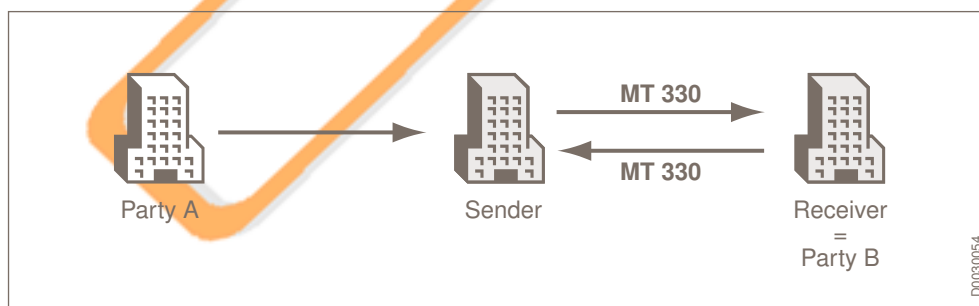 MT 330
MT 330
Party A
Sender
Receiver
=
Party B
D0030054